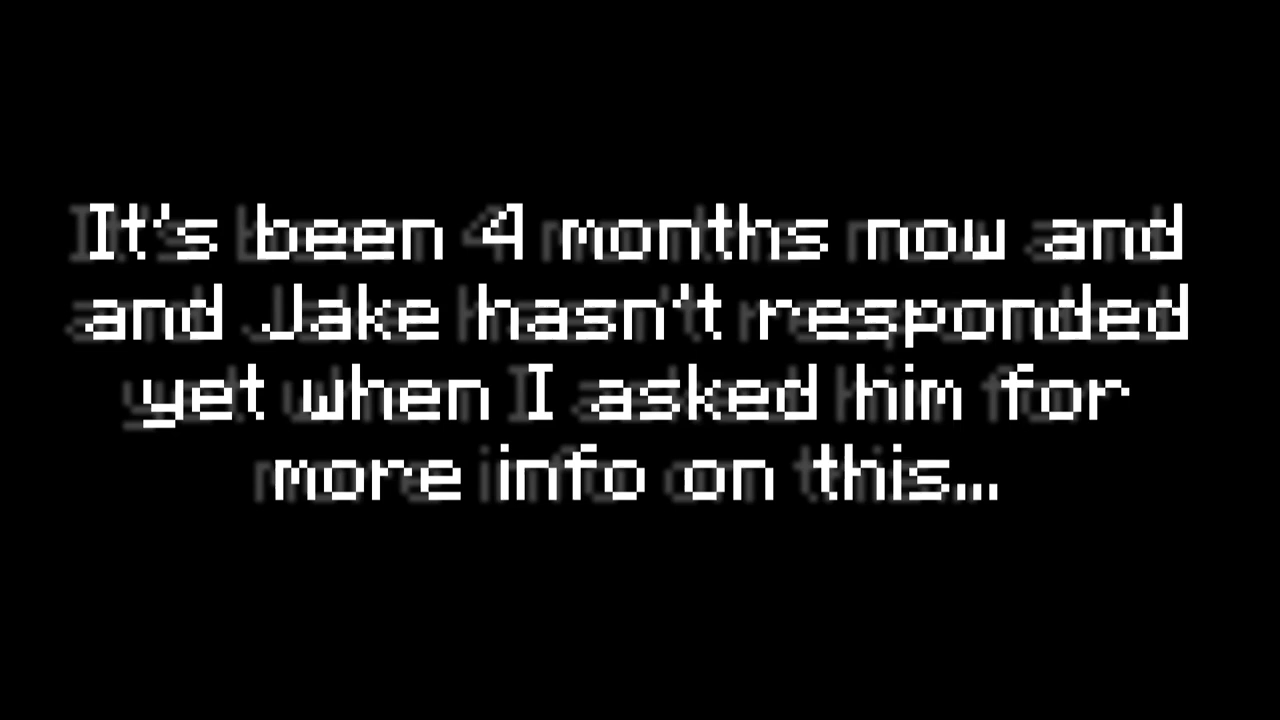 It's been 4 months now and
and Jake hasn't responded
yet when I asked him for
more info on this...